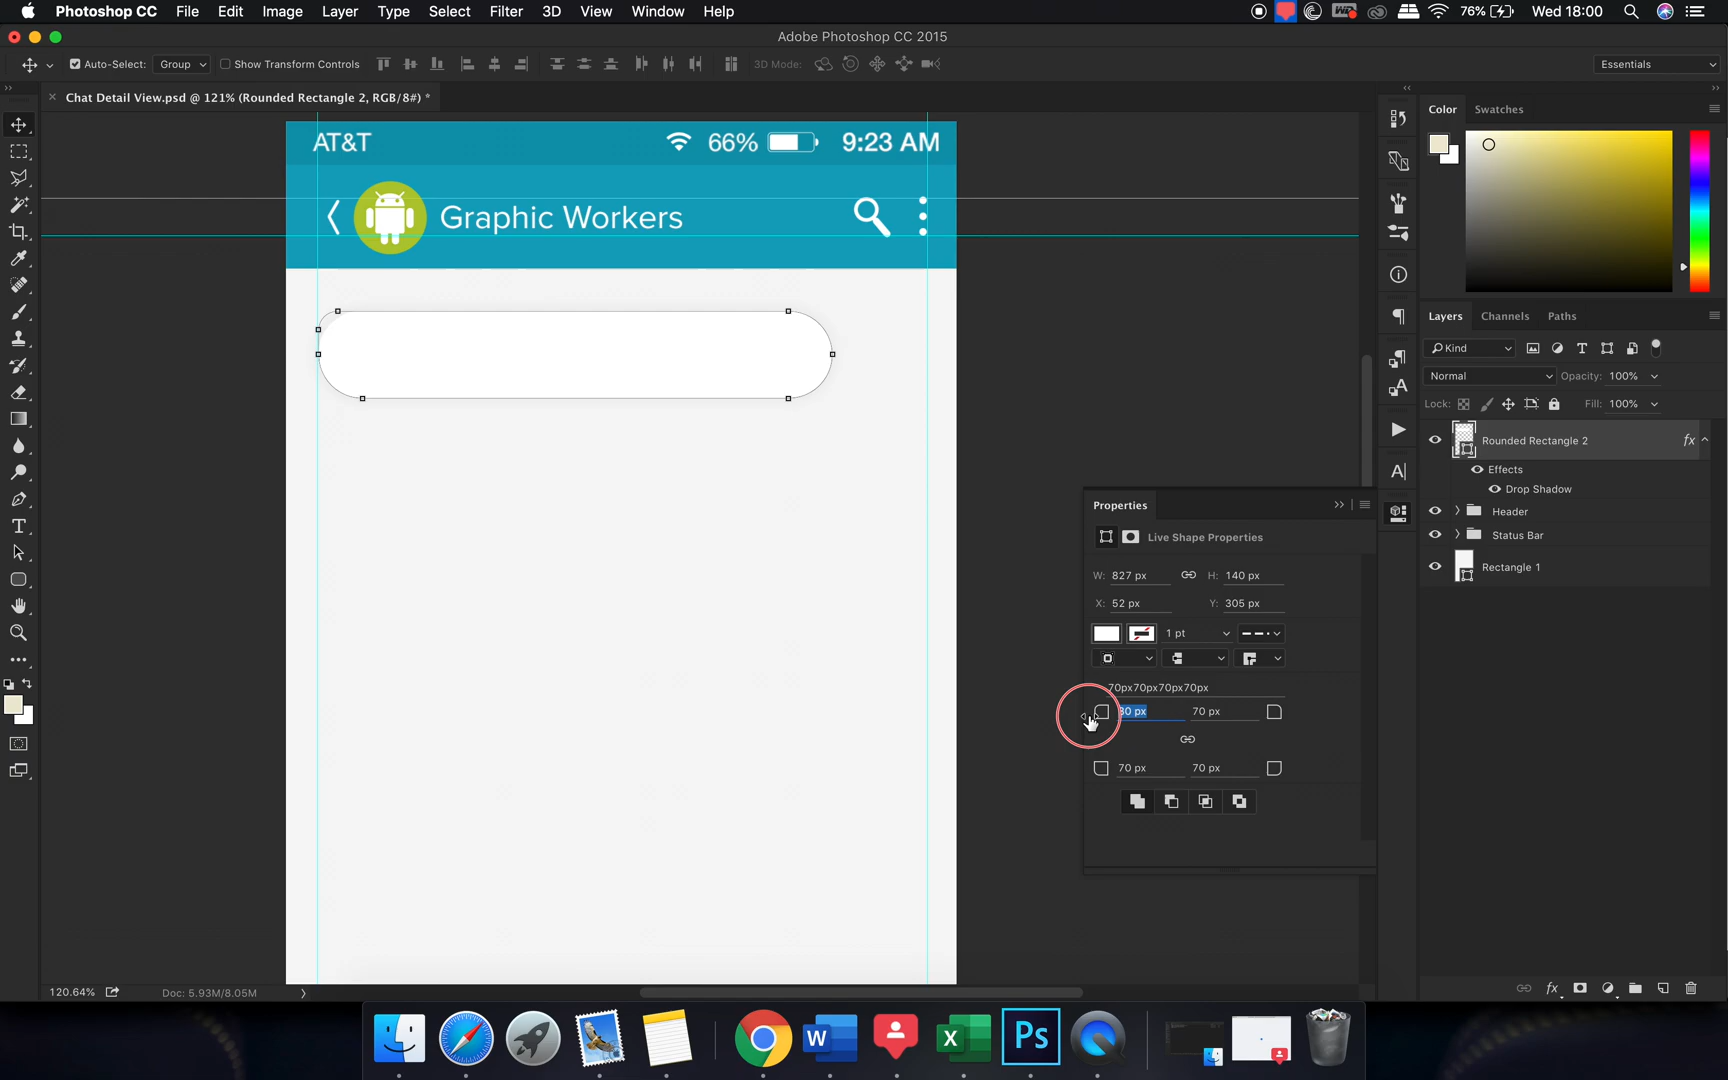 Photoshop CC File Edit Image Layer Type Select Filter 3D View Window Help 76% Wed 18:00
Adobe Photoshop CC 2015
Auto-Select: Group Show Transform Controls 3D Mode: Essentials
Chat Detail View.psd @ 121% (Rounded Rectangle 2, RGB/8#) *
Color Swatches
AT&T 66% 9:23 AM
Graphic Workers
Layers Channels Paths
Kind
Normal Opacity: 100%
Lock: Fill: 100%
Rounded Rectangle 2 fx
Effects
Drop Shadow
Header
Status Bar
Rectangle 1
Properties
Live Shape Properties
W: 827 px H: 140 px
X: 52 px Y: 305 px
1 pt
70px70px70px70px
30 px 70 px
70 px 70 px
120.64% Doc: 5.93M/8.05M
fx
W X Ps